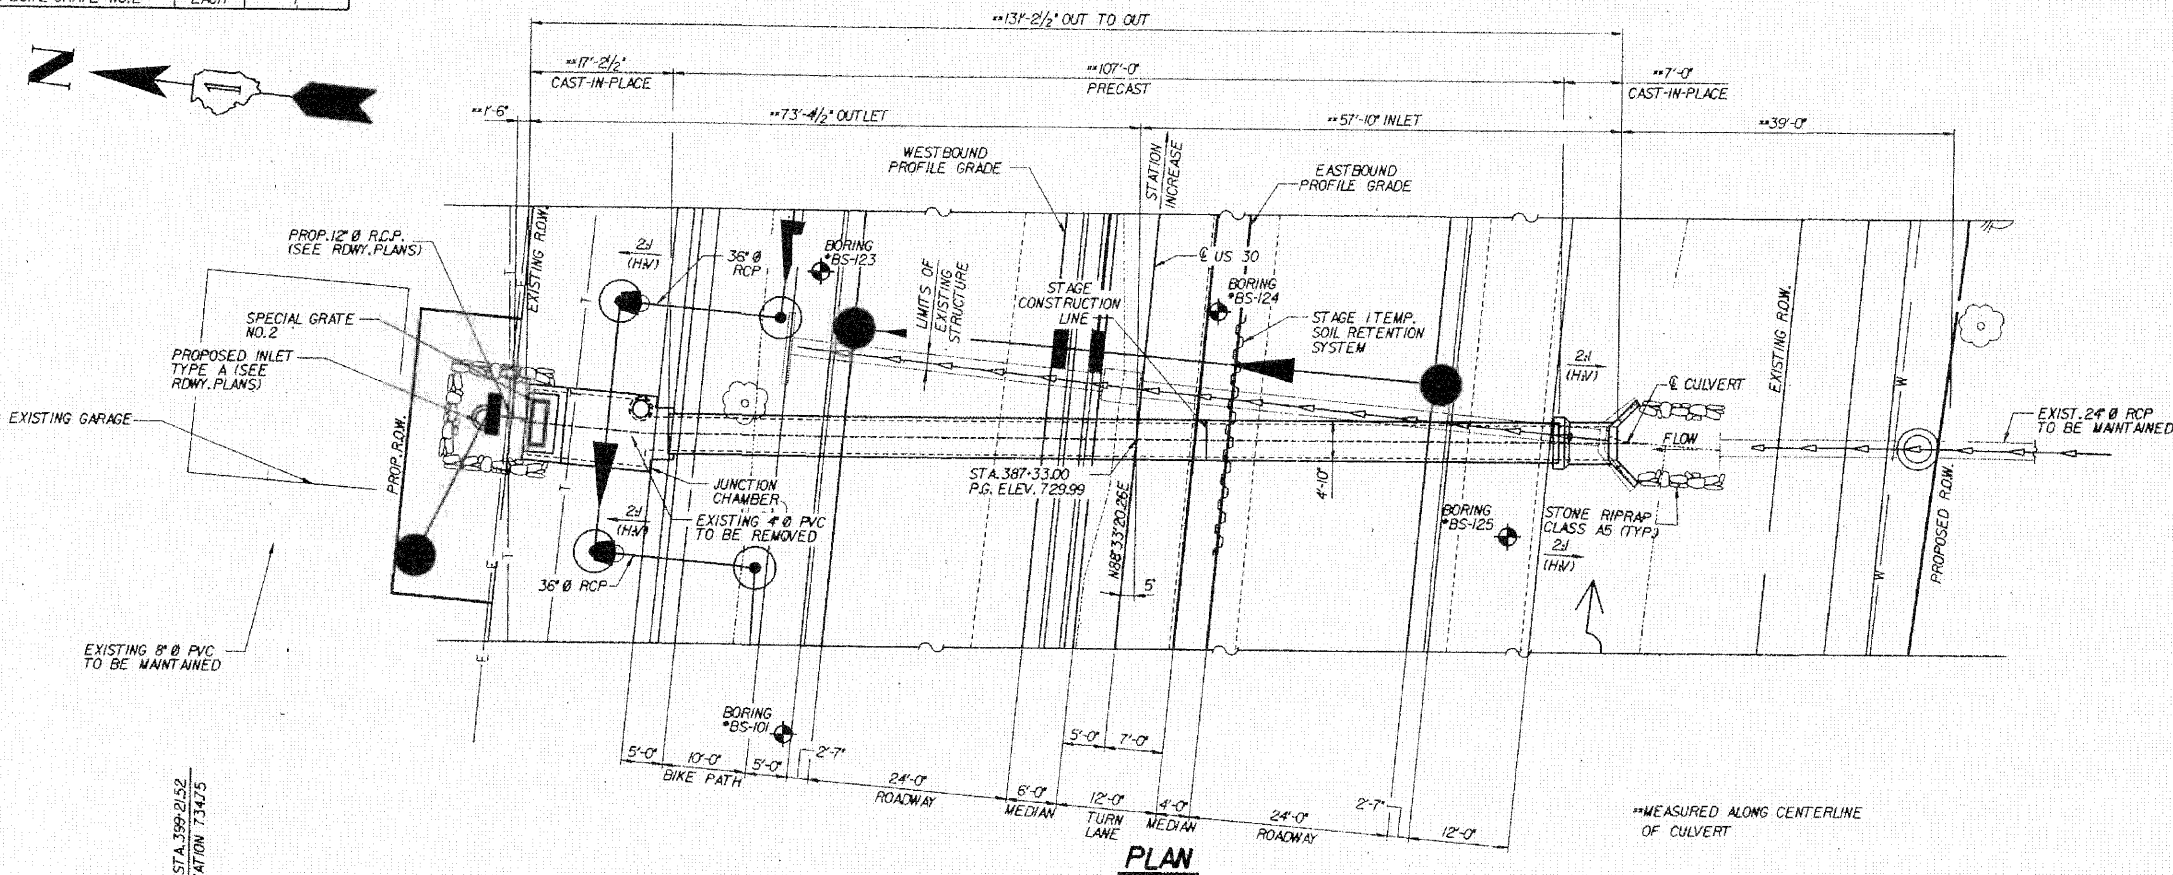 EACH
N
**131'-2 1/2" OUT TO OUT
**17'-2 1/2"
CAST-IN-PLACE
**107'-0"
PRECAST
**7'-0"
CAST-IN-PLACE
**1'-6"
**73'-4 1/2" OUTLET
**57'-10" INLET
**39'-0"
WESTBOUND
PROFILE GRADE
STATION
INCREASE
EASTBOUND
PROFILE GRADE
PROP. 12" Ø R.C.P.
(SEE RDWY. PLANS)
EXISTING R.O.W.
2:1
(H:V)
36" Ø
RCP
BORING
*BS-123
LIMITS OF
EXISTING
STRUCTURE
STAGE
CONSTRUCTION
LINE
℄ US 30
BORING
*BS-124
STAGE 1 TEMP.
SOIL RETENTION
SYSTEM
SPECIAL GRATE
NO.2
PROPOSED INLET
TYPE A (SEE
RDWY. PLANS)
EXISTING GARAGE
PROP. R.O.W.
2:1
(H:V)
℄ CULVERT
EXISTING R.O.W.
FLOW
EXIST. 24" Ø RCP
TO BE MAINTAINED
W
W
T
T
T
E
E
STA. 387+33.00
P.G. ELEV. 729.99
4'-10"
JUNCTION
CHAMBER
EXISTING 4" Ø PVC
TO BE REMOVED
2:1
(H:V)
36" Ø RCP
N88°33'20.26"E
5'
BORING
*BS-125
STONE RIPRAP
CLASS A5 (TYP.)
2:1
(H:V)
PROPOSED R.O.W.
EXISTING 8" Ø PVC
TO BE MAINTAINED
BORING
*BS-101
5'-0"
10'-0"
BIKE PATH
5'-0"
2'-7"
24'-0"
ROADWAY
6'-0"
MEDIAN
5'-0"
7'-0"
12'-0"
TURN
LANE
4'-0"
MEDIAN
24'-0"
ROADWAY
2'-7"
12'-0"
**MEASURED ALONG CENTERLINE
OF CULVERT
STA. 399+21.52
PLAN